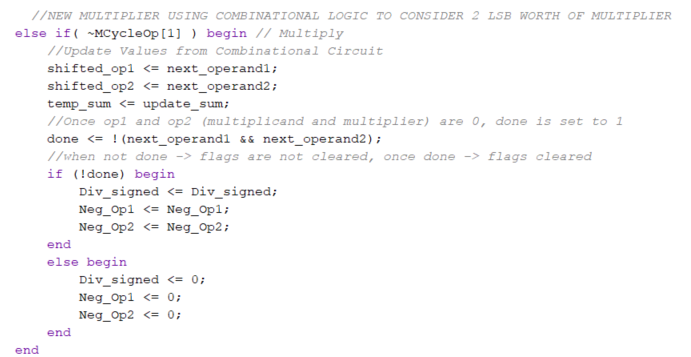 //NEW MULTIPLIER USING COMBINATIONAL LOGIC TO CONSIDER 2 LSB WORTH OF MULTIPLIER
else if( ~MCycleOp[1] ) begin // Multiply
//Update Values from Combinational Circuit
shifted_op1 <= next_operand1;
shifted_op2 <= next_operand2;
temp_sum <= update_sum;
//Once op1 and op2 (multiplicand and multiplier) are 0, done is set to 1
done <= !(next_operand1 && next_operand2);
//when not done -> flags are not cleared, once done -> flags cleared
if (!done) begin
Div_signed <= Div_signed;
Neg_Op1 <= Neg_Op1;
Neg_Op2 <= Neg_Op2;
end
else begin
Div_signed <= 0;
Neg_Op1 <= 0;
Neg_Op2 <= 0;
end
end